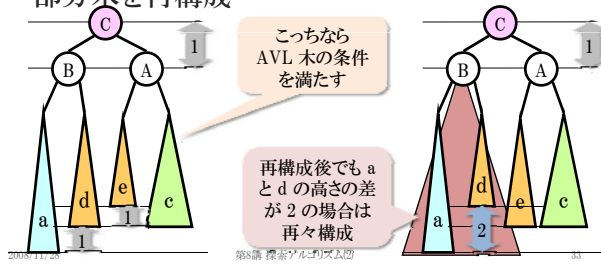 部分木を再構成
C
B
A
1
a
d
e
c
1
1
こっちなら
AVL 木の条件
を満たす
再構成後でも a
と d の高さの差
が 2 の場合は
再々構成
C
B
A
1
a
d
e
c
2
2008/11/28
第8講 探索アルゴリズム(2)
33